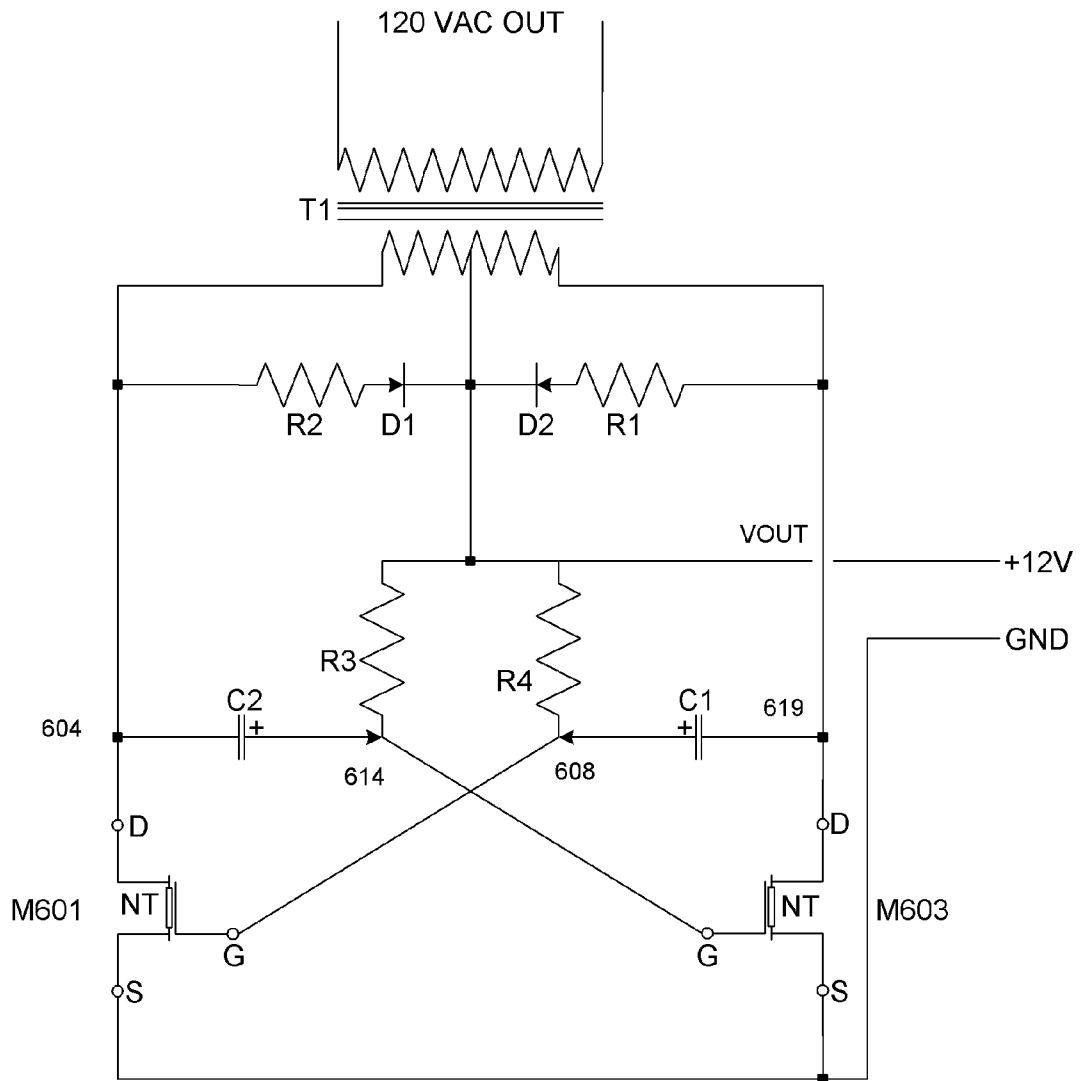 120 VAC OUT
T1
R2
D1
D2
R1
VOUT
+12V
GND
R3
R4
C2
+
C1
+
604
619
614
608
D
D
M601
NT
NT
M603
G
G
S
S